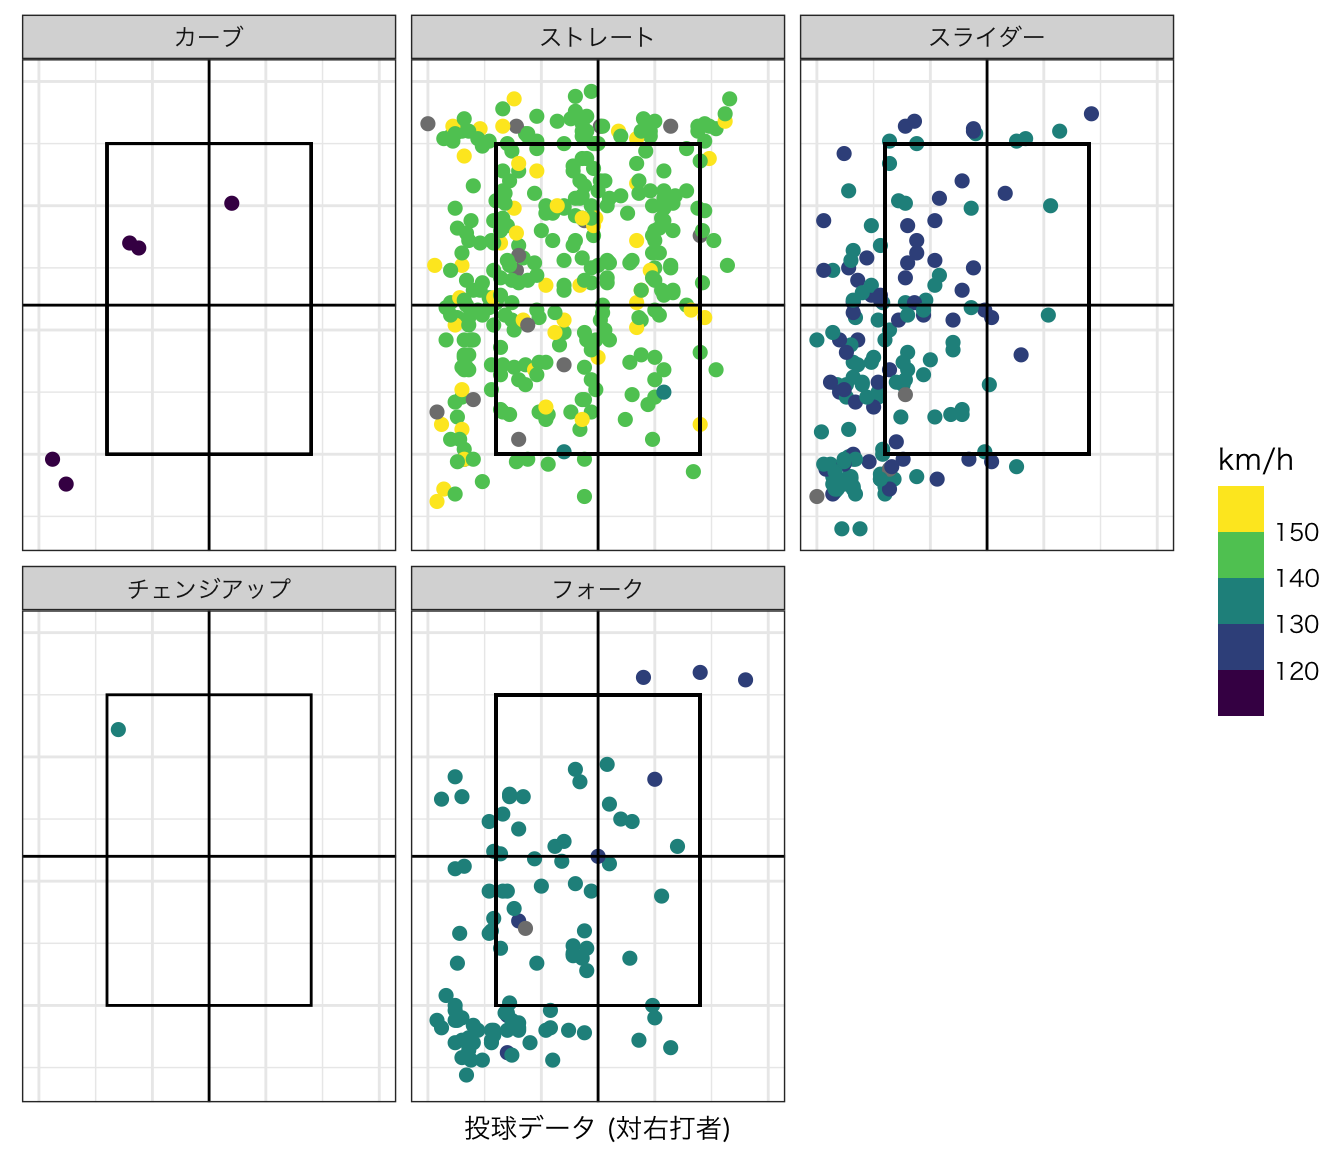 カーブ
ストレート
スライダー
チェンジアップ
フォーク
km/h
150
140
130
120
投球データ (対右打者)